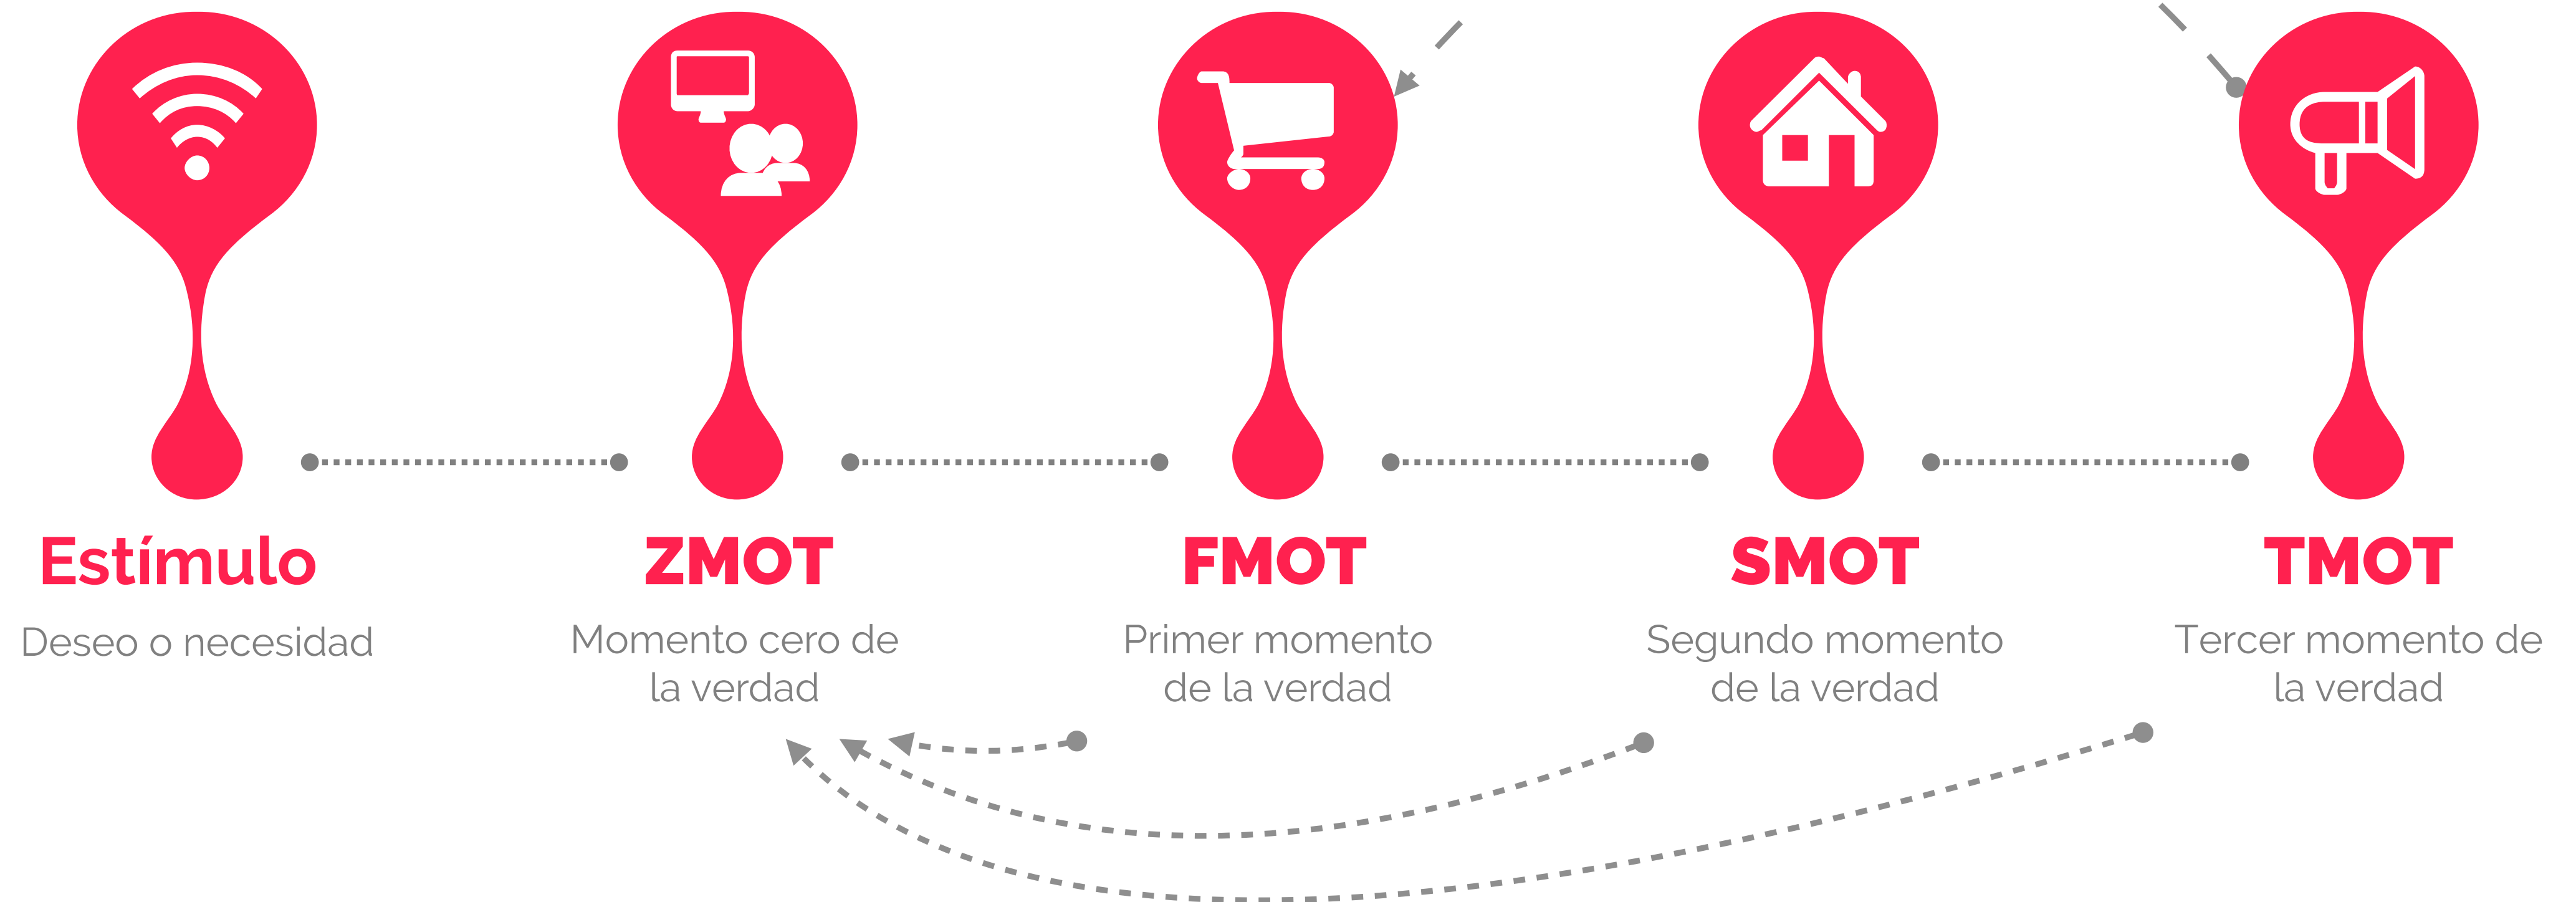 Estímulo
Deseo o necesidad
ZMOT
Momento cero de
la verdad
FMOT
Primer momento
de la verdad
SMOT
Segundo momento
de la verdad
TMOT
Tercer momento de
la verdad